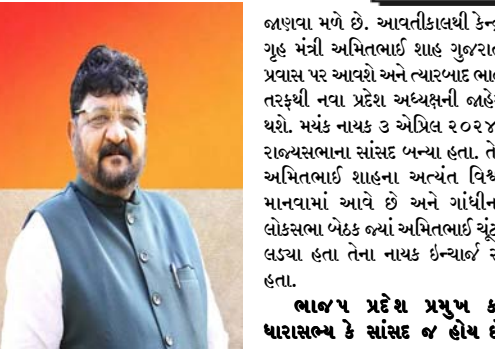 જાણવા મળે છે. આવતીકાલથી
ગૃહ મંત્રી અમિતભાઈ શાહ
પ્રવાસ પર આવશે અને ત્યારબાદ
તરફથી નવા પ્રદેશ અધ્યક્ષની
થશે. મયંક નાયક ૩ એપ્રિલ ૨૦૨૪
રાજ્યસભાના સાંસદ બન્યા હતા.
અમિતભાઈ શાહના અત્યંત
માનવામાં આવે છે અને
લોકસભા બેઠક જ્યાં અમિતભાઈ
લડ્યા હતા તેના નાયક ઇન્ચાર્જ
હતા.
ભાજપ પ્રદેશ પ્રમુખ
ધારાસભ્ય કે સાંસદ જ હોય